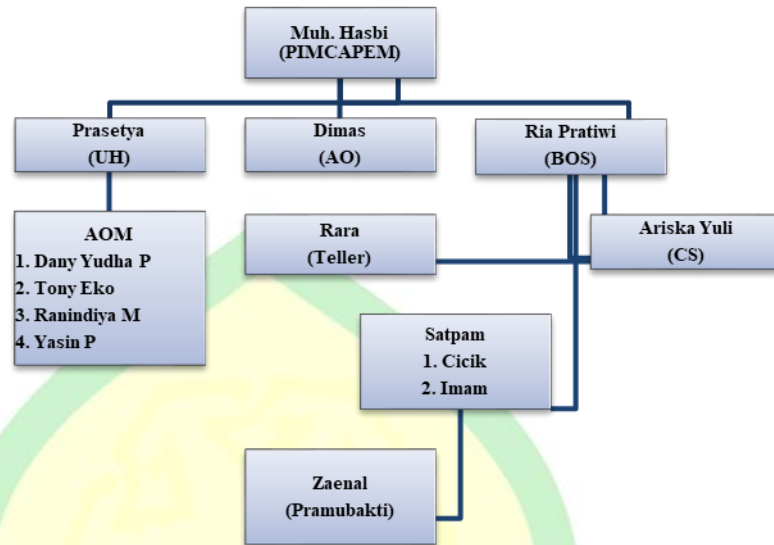 Muh. Hasbi
(PIMCAPEM)
Prasetya
(UH)
Dimas
(AO)
Ria Pratiwi
(BOS)
AOM
1. Dany Yudha P
2. Tony Eko
3. Ranindiya M
4. Yasin P
Rara
(Teller)
Ariska Yuli
(CS)
Satpam
1. Cicik
2. Imam
Zaenal
(Pramubakti)